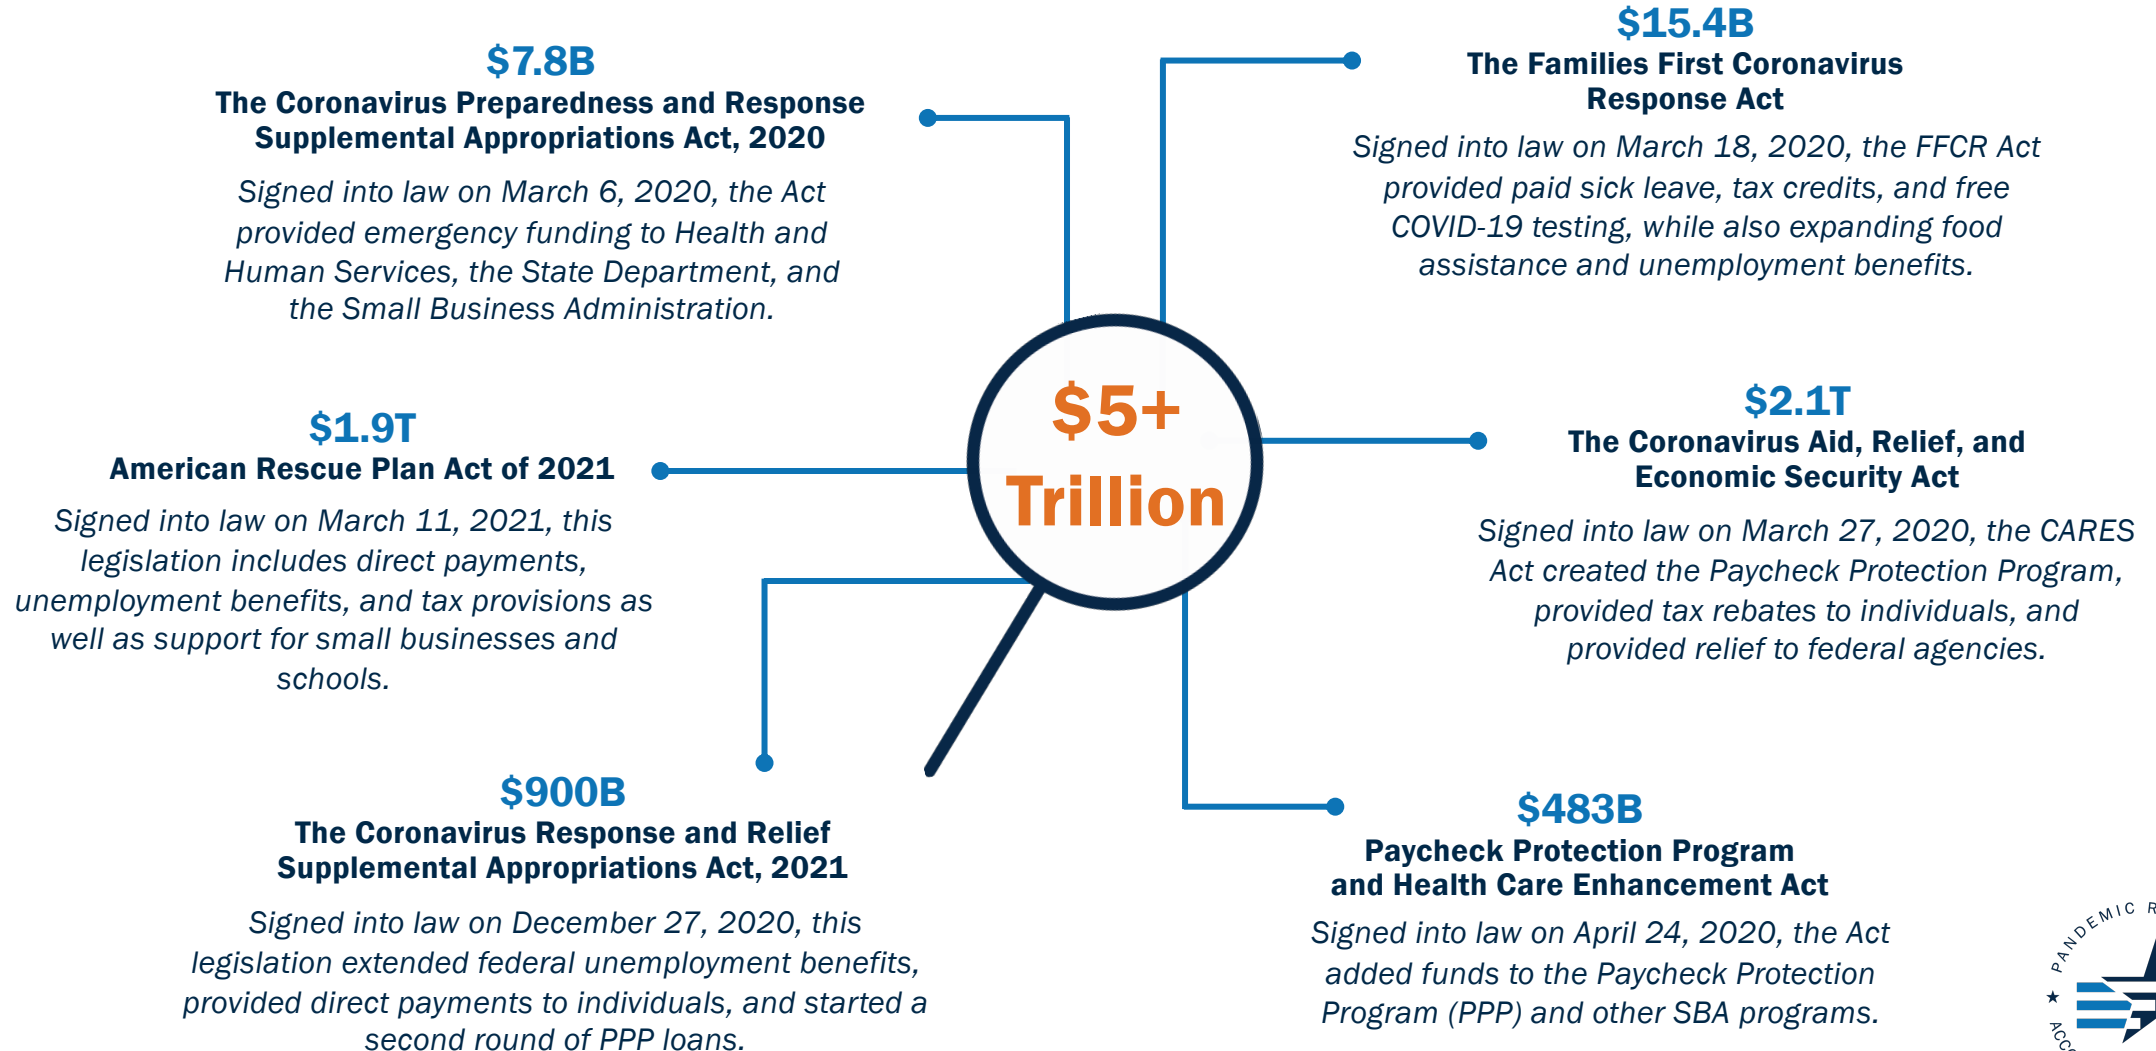 $7.8B
The Coronavirus Preparedness and Response
Supplemental Appropriations Act, 2020
Signed into law on March 6, 2020, the Act
provided emergency funding to Health and
Human Services, the State Department, and
the Small Business Administration.
$15.4B
The Families First Coronavirus
Response Act
Signed into law on March 18, 2020, the FFCR Act
provided paid sick leave, tax credits, and free
COVID-19 testing, while also expanding food
assistance and unemployment benefits.
$5+
Trillion
$1.9T
American Rescue Plan Act of 2021
Signed into law on March 11, 2021, this
legislation includes direct payments,
unemployment benefits, and tax provisions as
well as support for small businesses and
schools.
$2.1T
The Coronavirus Aid, Relief, and
Economic Security Act
Signed into law on March 27, 2020, the CARES
Act created the Paycheck Protection Program,
provided tax rebates to individuals, and
provided relief to federal agencies.
$900B
The Coronavirus Response and Relief
Supplemental Appropriations Act, 2021
Signed into law on December 27, 2020, this
legislation extended federal unemployment benefits,
provided direct payments to individuals, and started a
second round of PPP loans.
$483B
Paycheck Protection Program
and Health Care Enhancement Act
Signed into law on April 24, 2020, the Act
added funds to the Paycheck Protection
Program (PPP) and other SBA programs.
PANDEMIC